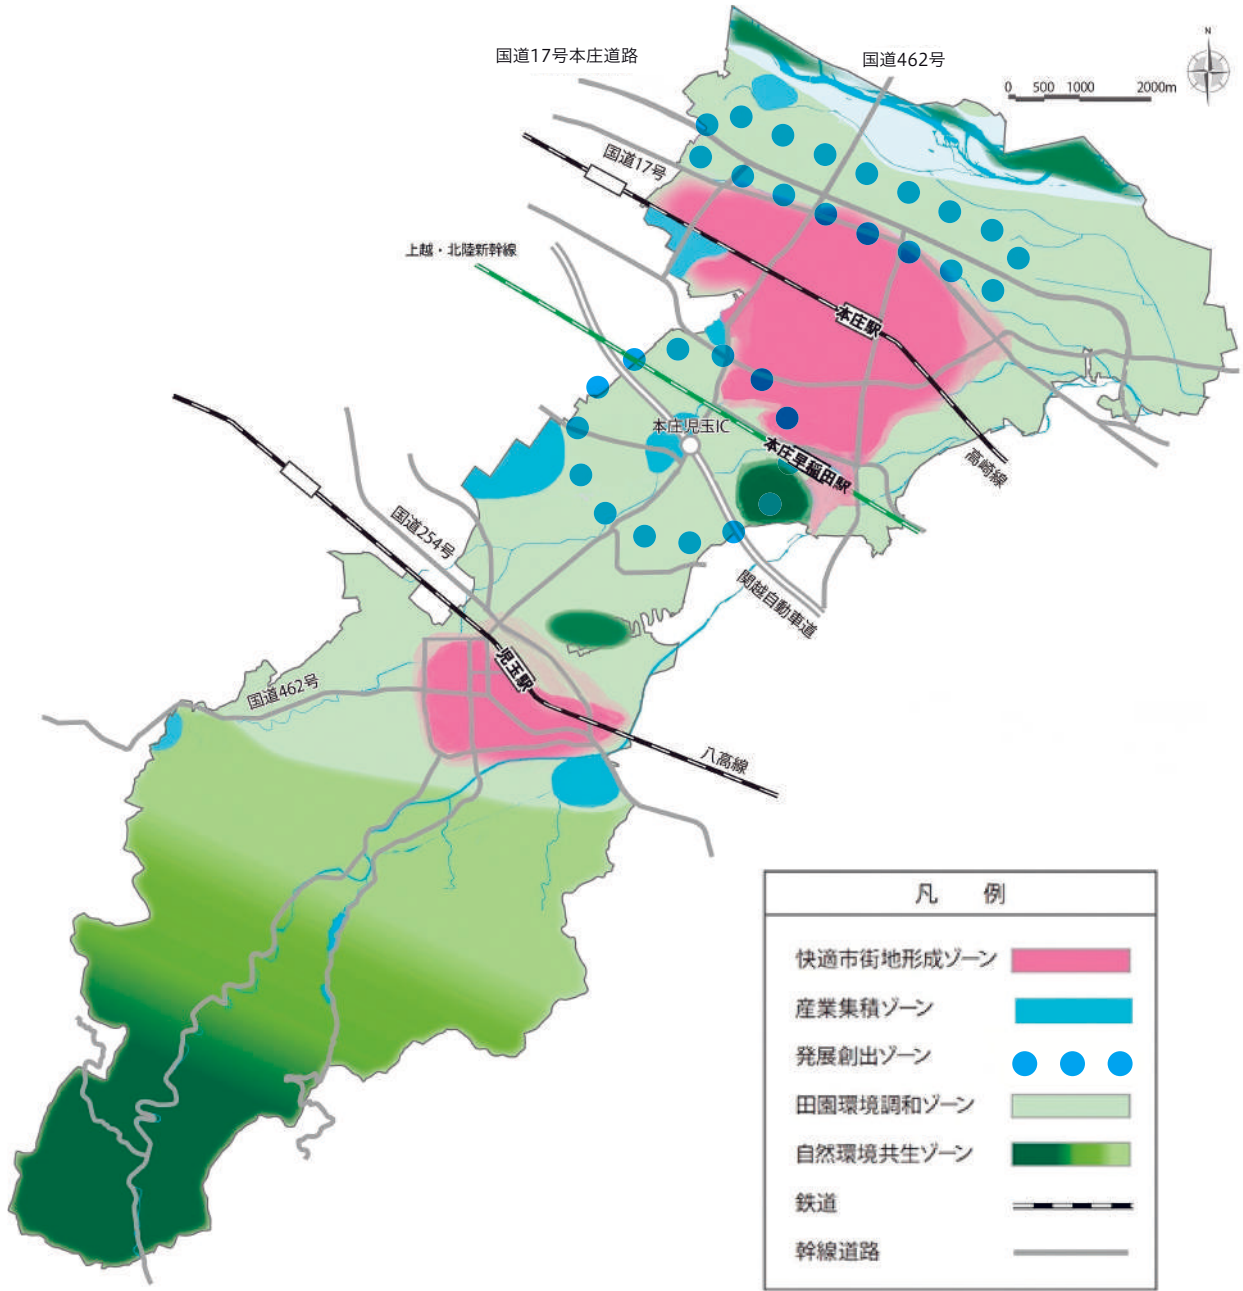 国道17号本庄道路
国道462号
N
0 500 1000 2000m
国道17号
上越・北陸新幹線
本庄駅
本庄児玉IC
本庄早稲田駅
高崎線
国道254号
関越自動車道
児玉駅
国道462号
八高線
凡 例
快適市街地形成ゾーン
産業集積ゾーン
発展創出ゾーン
田園環境調和ゾーン
自然環境共生ゾーン
鉄道
幹線道路